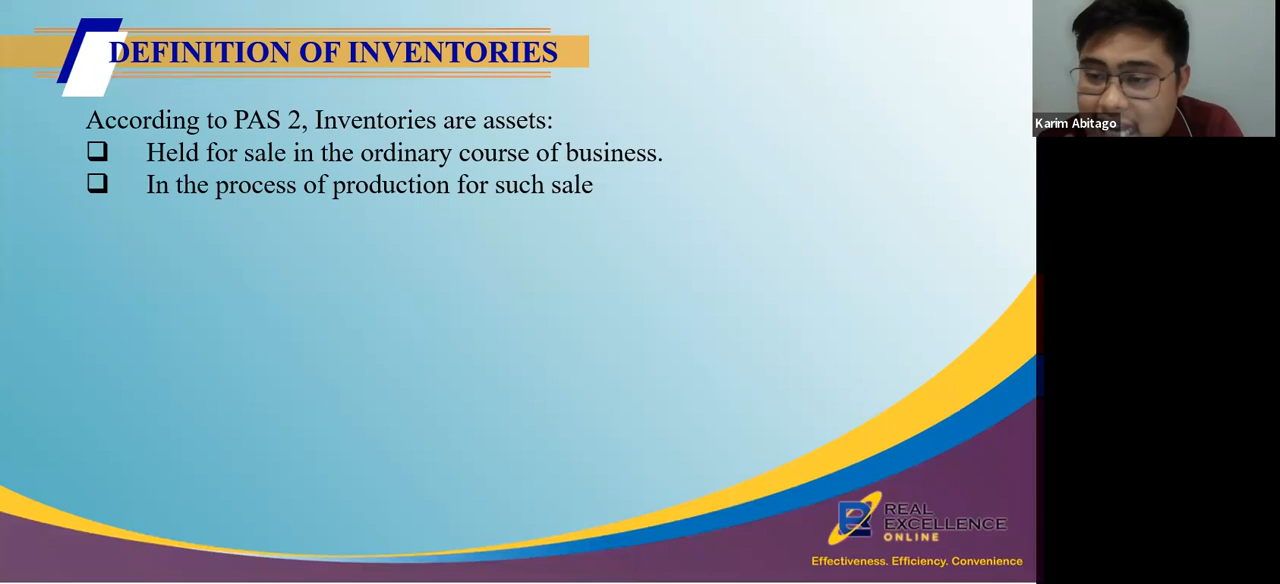 DEFINITION OF INVENTORIES
According to PAS 2, Inventories are assets:
Held for sale in the ordinary course of business.
In the process of production for such sale
Karim Abitago
REAL
EXCELLENCE
ONLINE
Effectiveness. Efficiency. Convenience